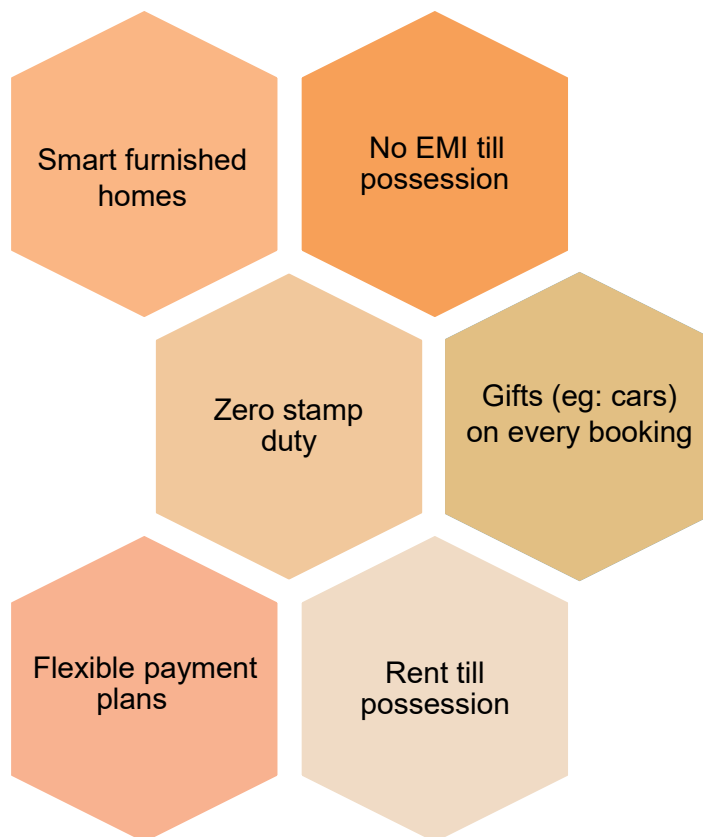 Smart furnished
homes
No EMI till
possession
Zero stamp
duty
Gifts (eg: cars)
on every booking
Flexible payment
plans
Rent till
possession